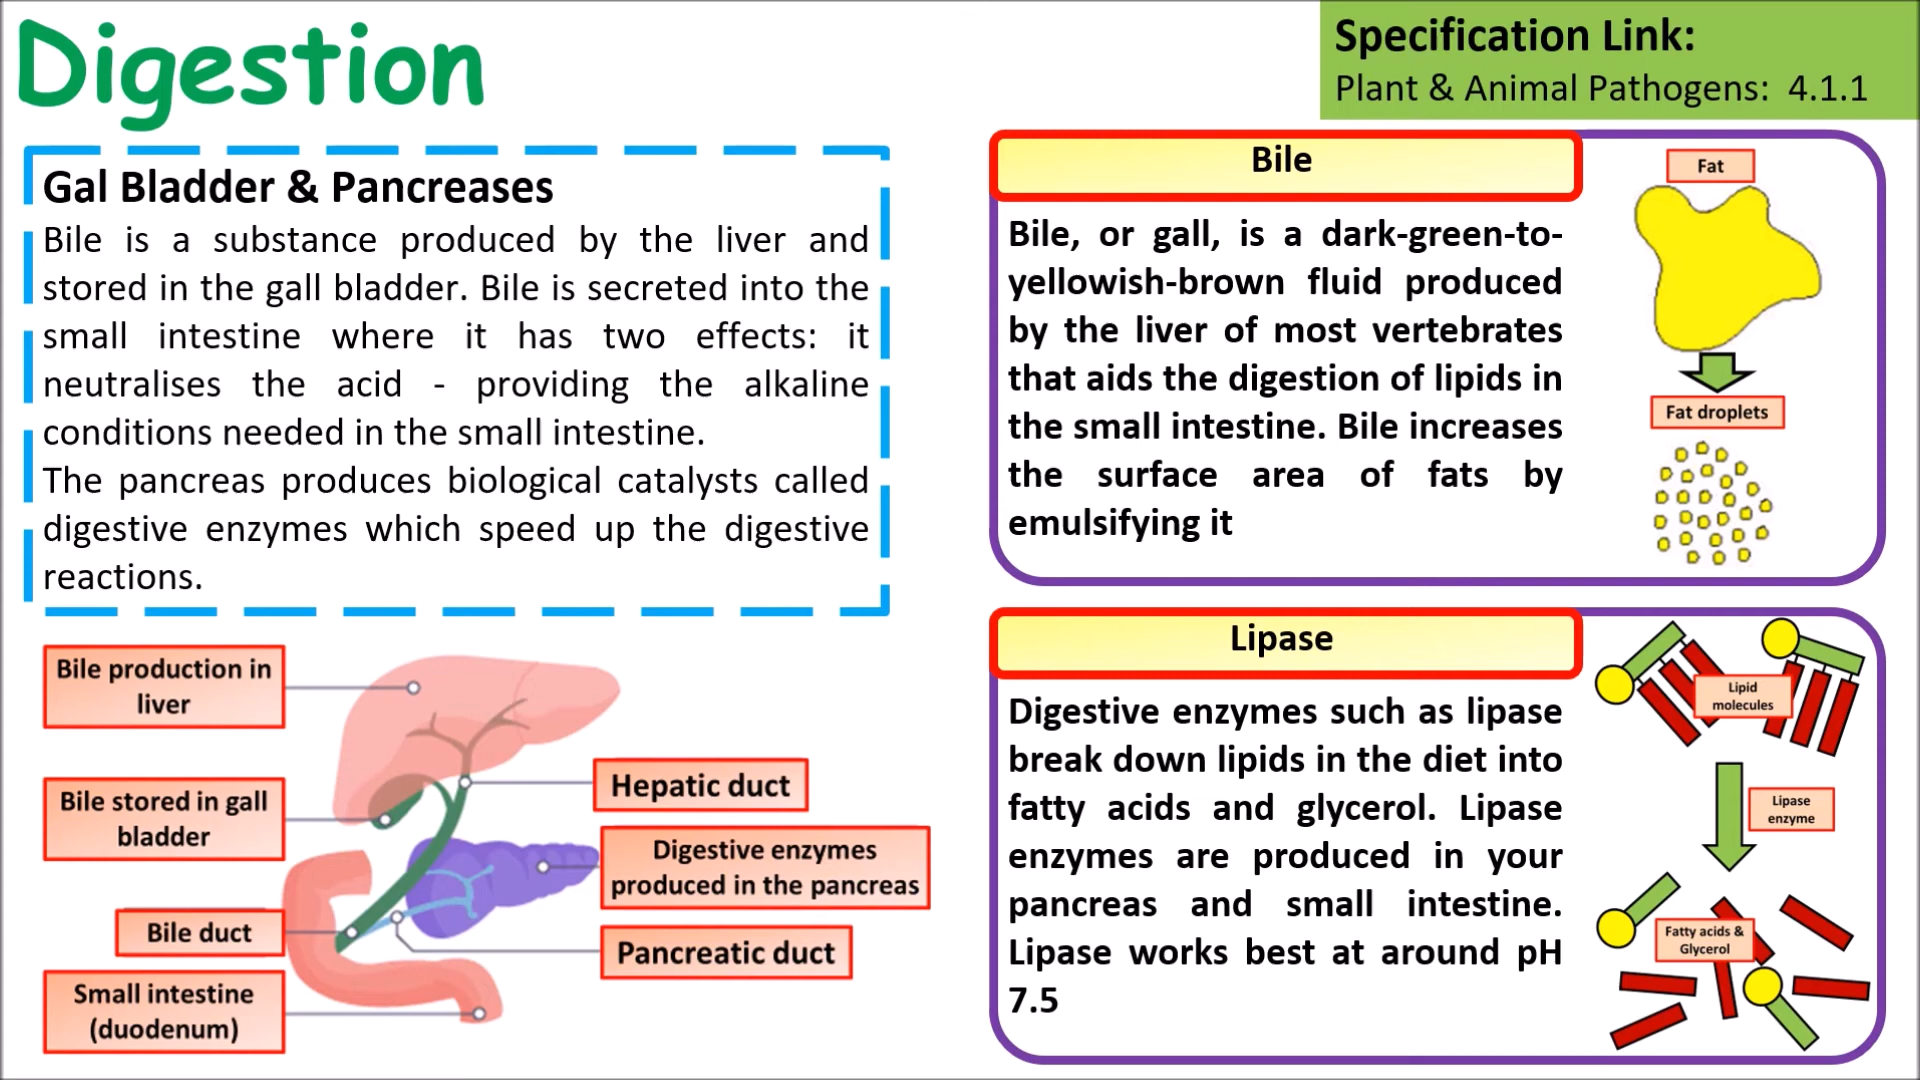 Digestion
Specification Link:
Plant & Animal Pathogens: 4.1.1
Gal Bladder & Pancreases
Bile is a substance produced by the liver and
stored in the gall bladder. Bile is secreted into the
small intestine where it has two effects: it
neutralises the acid - providing the alkaline
conditions needed in the small intestine.
The pancreas produces biological catalysts called
digestive enzymes which speed up the digestive
reactions.
Bile production in
liver
Bile stored in gall
bladder
Bile duct
Small intestine
(duodenum)
Hepatic duct
Digestive enzymes
produced in the pancreas
Pancreatic duct
Bile
Bile, or gall, is a dark-green-to-
yellowish-brown fluid produced
by the liver of most vertebrates
that aids the digestion of lipids in
the small intestine. Bile increases
the surface area of fats by
emulsifying it
Fat
Fat droplets
Lipase
Digestive enzymes such as lipase
break down lipids in the diet into
fatty acids and glycerol. Lipase
enzymes are produced in your
pancreas and small intestine.
Lipase works best at around pH
7.5
Lipid
molecules
Lipase
enzyme
Fatty acids &
Glycerol